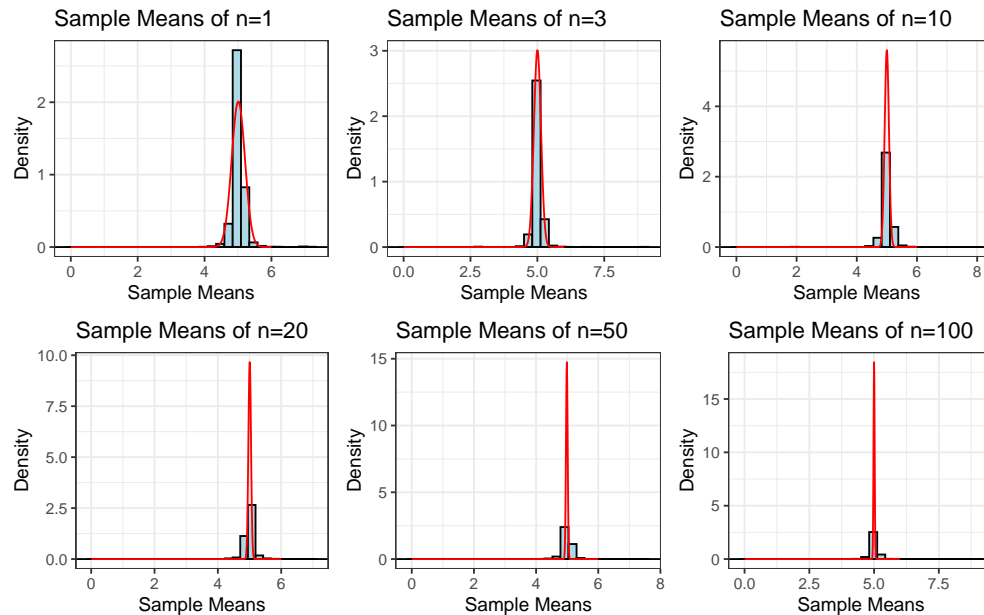 Sample Means of n=1
2
1
0
Density
0
2
4
6
Sample Means
Sample Means of n=3
3
2
1
0
Density
0.0
2.5
5.0
7.5
Sample Means
Sample Means of n=10
4
2
0
Density
0
2
4
6
8
Sample Means
Sample Means of n=20
10.0
7.5
5.0
2.5
0.0
Density
0
2
4
6
Sample Means
Sample Means of n=50
15
10
5
0
Density
0
2
4
6
8
Sample Means
Sample Means of n=100
15
10
5
0
Density
0.0
2.5
5.0
7.5
Sample Means